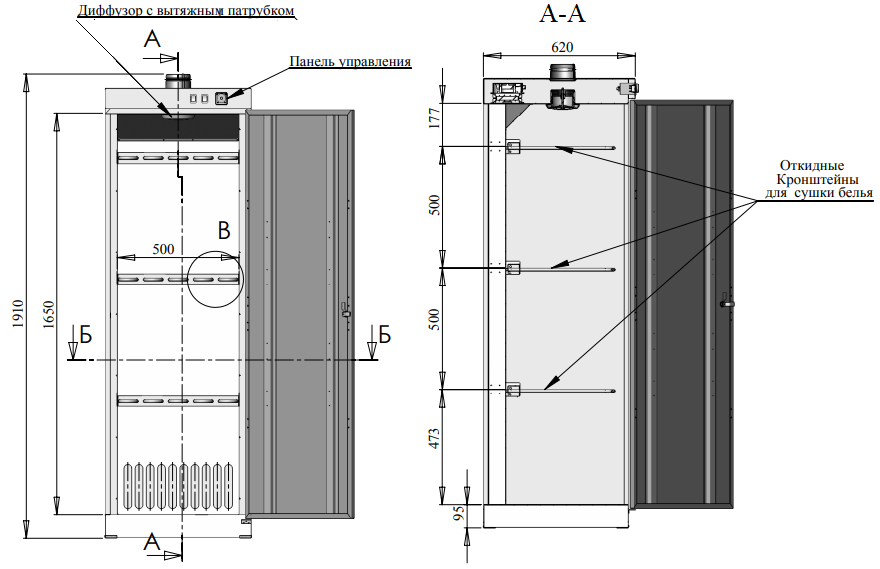 Диффузор с вытяжным патрубком
А
Панель управления
1910
1650
500
В
Б
Б
А
А-А
620
177
500
500
473
95
Откидные
Кронштейны
для сушки белья